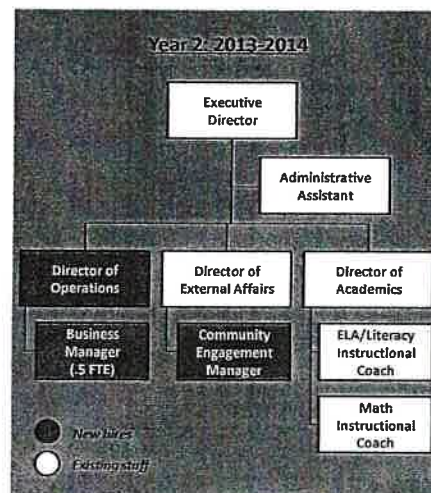 Year 2: 2013-2014
Executive
Director
Administrative
Assistant
Director of
Operations
Director of
External Affairs
Director of
Academics
Business
Manager
(.5 FTE)
Community
Engagement
Manager
ELA/Literacy
Instructional
Coach
Math
Instructional
Coach
New hires
Existing staff